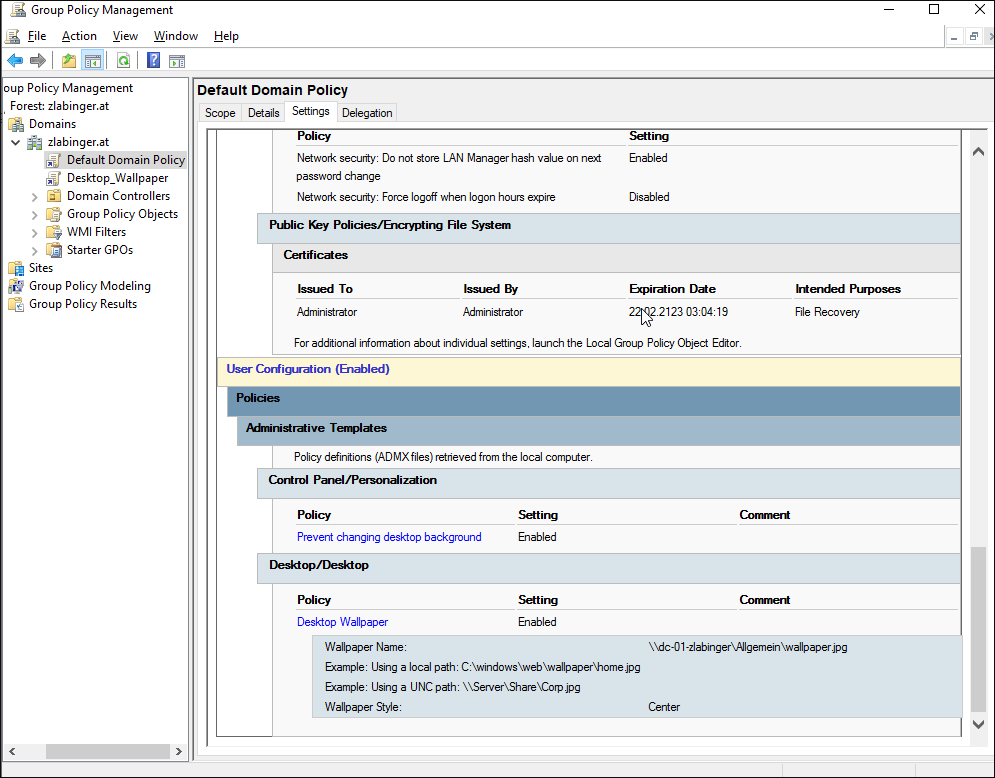 Group Policy Management
File Action View Window Help
oup Policy Management
Forest: zlabinger.at
Domains
zlabinger.at
Default Domain Policy
Desktop_Wallpaper
Domain Controllers
Group Policy Objects
WMI Filters
Starter GPOs
Sites
Group Policy Modeling
Group Policy Results
Default Domain Policy
Scope Details Settings Delegation
Policy Setting
Network security: Do not store LAN Manager hash value on next Enabled
password change
Network security: Force logoff when logon hours expire Disabled
Public Key Policies/Encrypting File System
Certificates
Issued To Issued By Expiration Date Intended Purposes
Administrator Administrator 22.02.2123 03:04:19 File Recovery
For additional information about individual settings, launch the Local Group Policy Object Editor.
User Configuration (Enabled)
Policies
Administrative Templates
Policy definitions (ADMX files) retrieved from the local computer.
Control Panel/Personalization
Policy Setting Comment
Prevent changing desktop background Enabled
Desktop/Desktop
Policy Setting Comment
Desktop Wallpaper Enabled
Wallpaper Name: \\dc-01-zlabinger\Allgemein\wallpaper.jpg
Example: Using a local path: C:\windows\web\wallpaper\home.jpg
Example: Using a UNC path: \\Server\Share\Corp.jpg
Wallpaper Style: Center